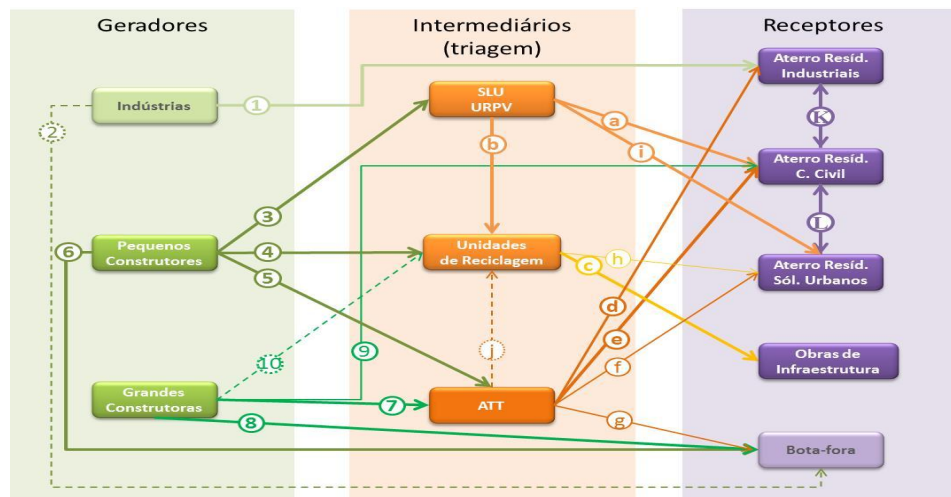 Geradores
Intermediários
(triagem)
Receptores
Indústrias
1
2
SLU
URPV
Aterro Resíd.
Industriais
a
K
b
i
Aterro Resíd.
C. Civil
3
L
6
Pequenos
Construtores
4
5
Unidades
de Reciclagem
h
c
Aterro Resíd.
Sól. Urbanos
d
e
9
10
j
f
Obras de
Infraestrutura
Grandes
Construtoras
7
8
ATT
g
Bota-fora